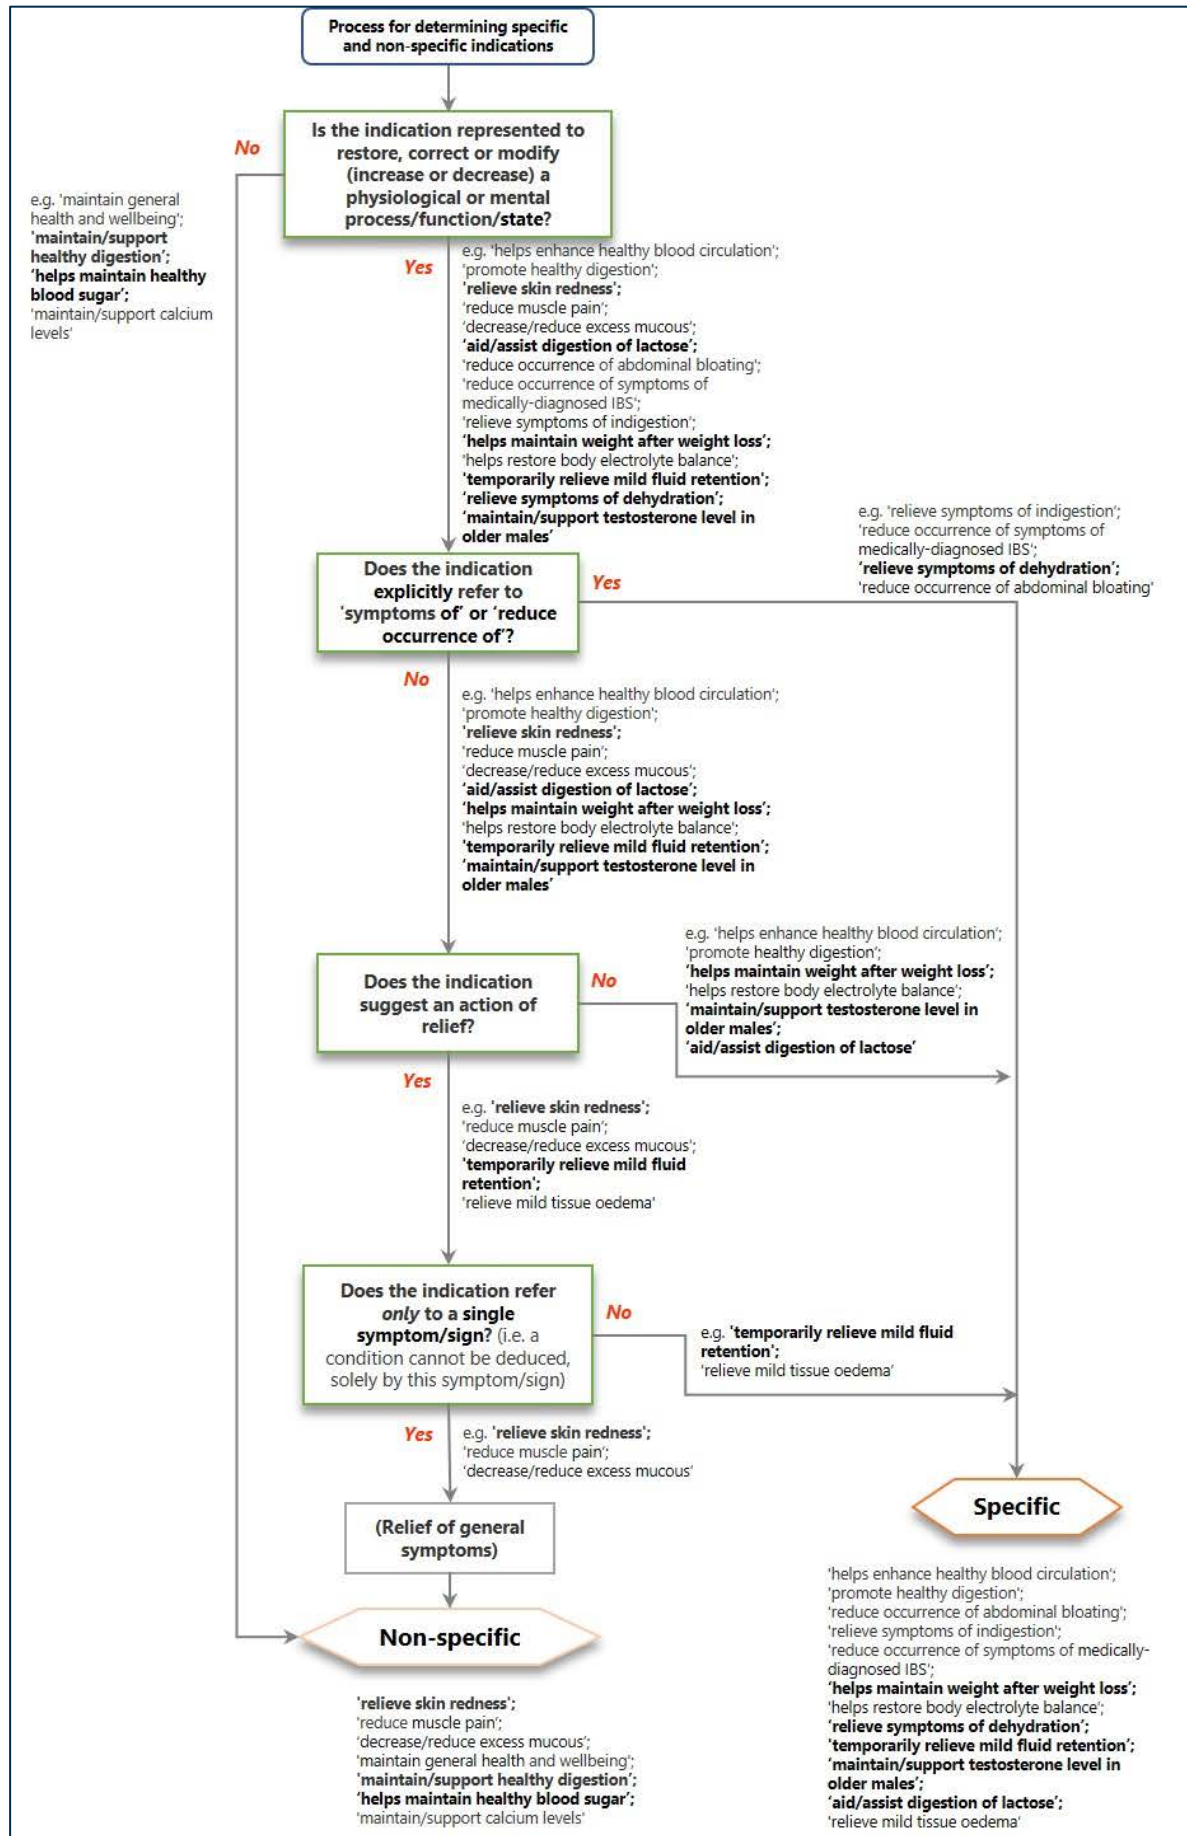 Process for determining specific
and non-specific indications
Is the indication represented to
restore, correct or modify
(increase or decrease) a
physiological or mental
process/function/state?
No
e.g. 'maintain general
health and wellbeing';
'maintain/support
healthy digestion';
'helps maintain healthy
blood sugar';
'maintain/support calcium
levels'
Yes
e.g. 'helps enhance healthy blood circulation';
'promote healthy digestion';
'relieve skin redness';
'reduce muscle pain';
'decrease/reduce excess mucous';
'aid/assist digestion of lactose';
'reduce occurrence of abdominal bloating';
'reduce occurrence of symptoms of
medically-diagnosed IBS';
'relieve symptoms of indigestion';
'helps maintain weight after weight loss';
'helps restore body electrolyte balance';
'temporarily relieve mild fluid retention';
'relieve symptoms of dehydration';
'maintain/support testosterone level in
older males'
Does the indication
explicitly refer to
'symptoms of' or 'reduce
occurrence of'?
Yes
e.g. 'relieve symptoms of indigestion';
'reduce occurrence of symptoms of
medically-diagnosed IBS';
'relieve symptoms of dehydration';
'reduce occurrence of abdominal bloating'
No
e.g. 'helps enhance healthy blood circulation';
'promote healthy digestion';
'relieve skin redness';
'reduce muscle pain';
'decrease/reduce excess mucous';
'aid/assist digestion of lactose';
'helps maintain weight after weight loss';
'helps restore body electrolyte balance';
'temporarily relieve mild fluid retention';
'maintain/support testosterone level in
older males'
Does the indication
suggest an action of
relief?
No
e.g. 'helps enhance healthy blood circulation';
'promote healthy digestion';
'helps maintain weight after weight loss';
'helps restore body electrolyte balance';
'maintain/support testosterone level in
older males';
'aid/assist digestion of lactose'
Yes
e.g. 'relieve skin redness';
'reduce muscle pain';
'decrease/reduce excess mucous';
'temporarily relieve mild fluid
retention';
'relieve mild tissue oedema'
Does the indication refer
only to a single
symptom/sign? (i.e. a
condition cannot be deduced,
solely by this symptom/sign)
No
e.g. 'temporarily relieve mild fluid
retention';
'relieve mild tissue oedema'
Yes
e.g. 'relieve skin redness';
'reduce muscle pain';
'decrease/reduce excess mucous'
(Relief of general
symptoms)
Non-specific
'relieve skin redness';
'reduce muscle pain';
'decrease/reduce excess mucous';
'maintain general health and wellbeing';
'maintain/support healthy digestion';
'helps maintain healthy blood sugar';
'maintain/support calcium levels'
Specific
'helps enhance healthy blood circulation';
'promote healthy digestion';
'reduce occurrence of abdominal bloating';
'relieve symptoms of indigestion';
'reduce occurrence of symptoms of medically-
diagnosed IBS';
'helps maintain weight after weight loss';
'helps restore body electrolyte balance';
'relieve symptoms of dehydration';
'temporarily relieve mild fluid retention';
'maintain/support testosterone level in
older males';
'aid/assist digestion of lactose';
'relieve mild tissue oedema'